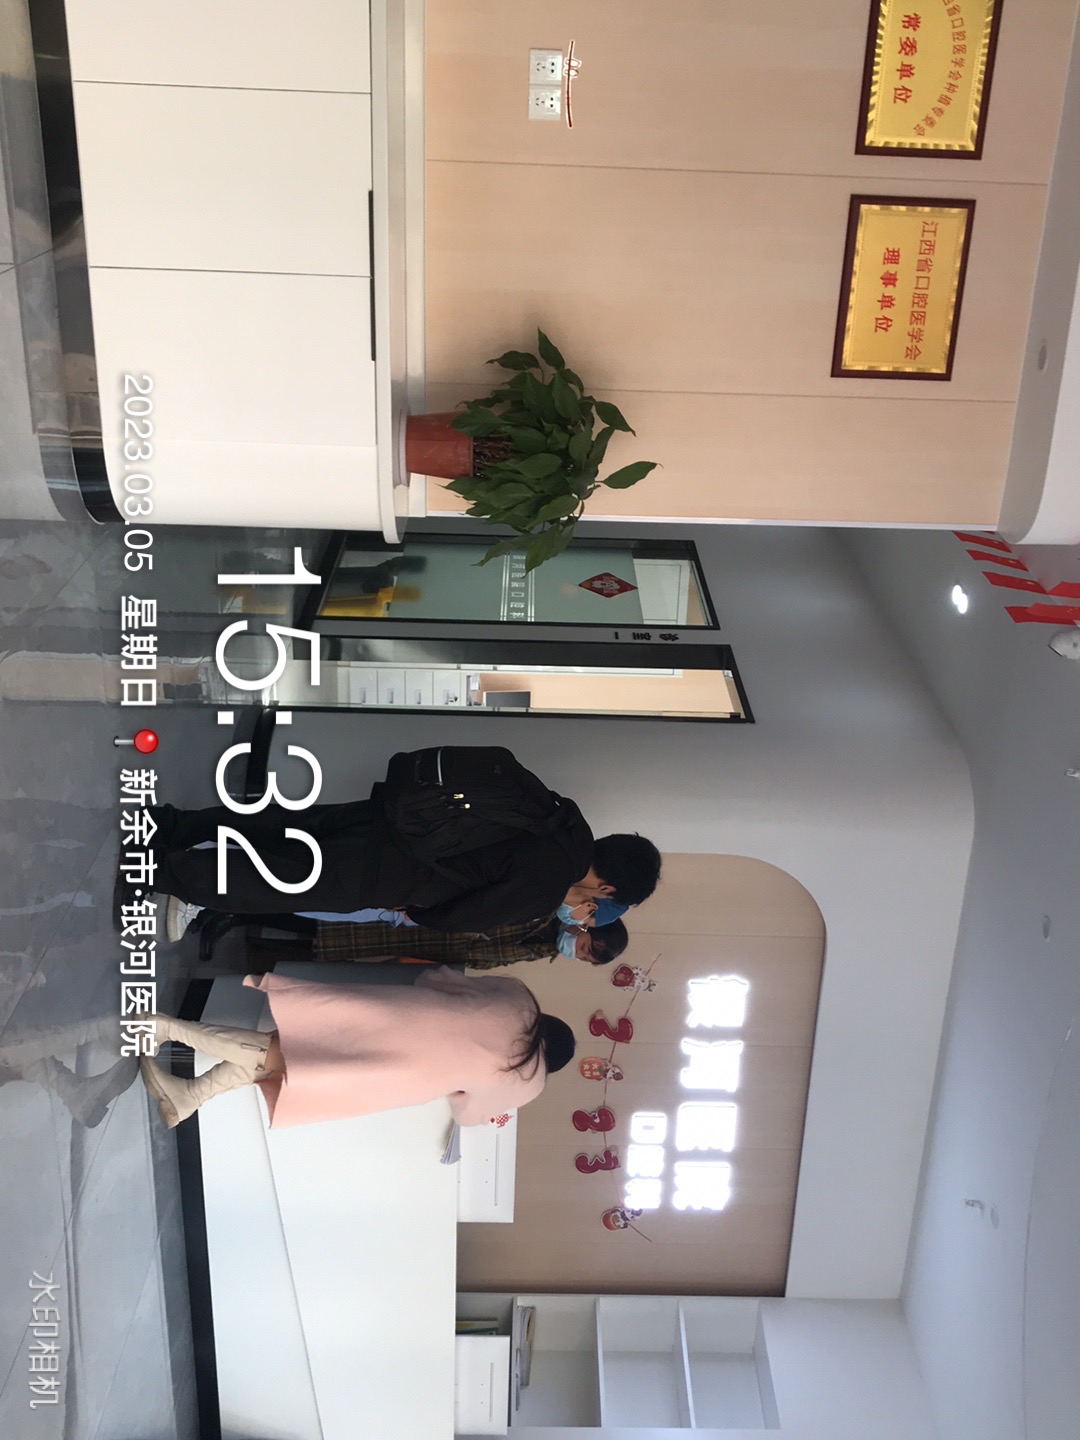 省口腔医学会种植专委会
常委单位
江西省口腔医学会
理事单位
银河医院
口腔科
2023
诊室一
银河医院口腔科
15:32
2023.03.05 星期日 新余市·银河医院
水印相机